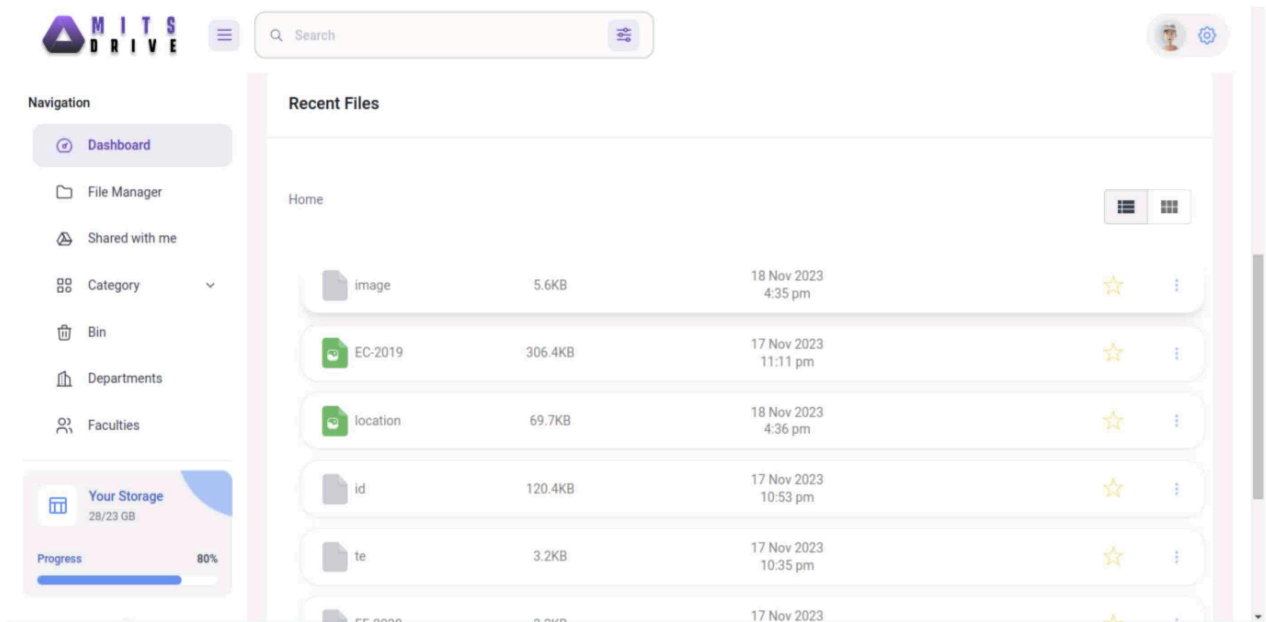 MITS
DRIVE
Search
Navigation
Dashboard
File Manager
Shared with me
Category
Bin
Departments
Faculties
Your Storage
28/23 GB
Progress 80%
Recent Files
Home
image 5.6KB 18 Nov 2023
4:35 pm
EC-2019 306.4KB 17 Nov 2023
11:11 pm
location 69.7KB 18 Nov 2023
4:36 pm
id 120.4KB 17 Nov 2023
10:53 pm
te 3.2KB 17 Nov 2023
10:35 pm
17 Nov 2023